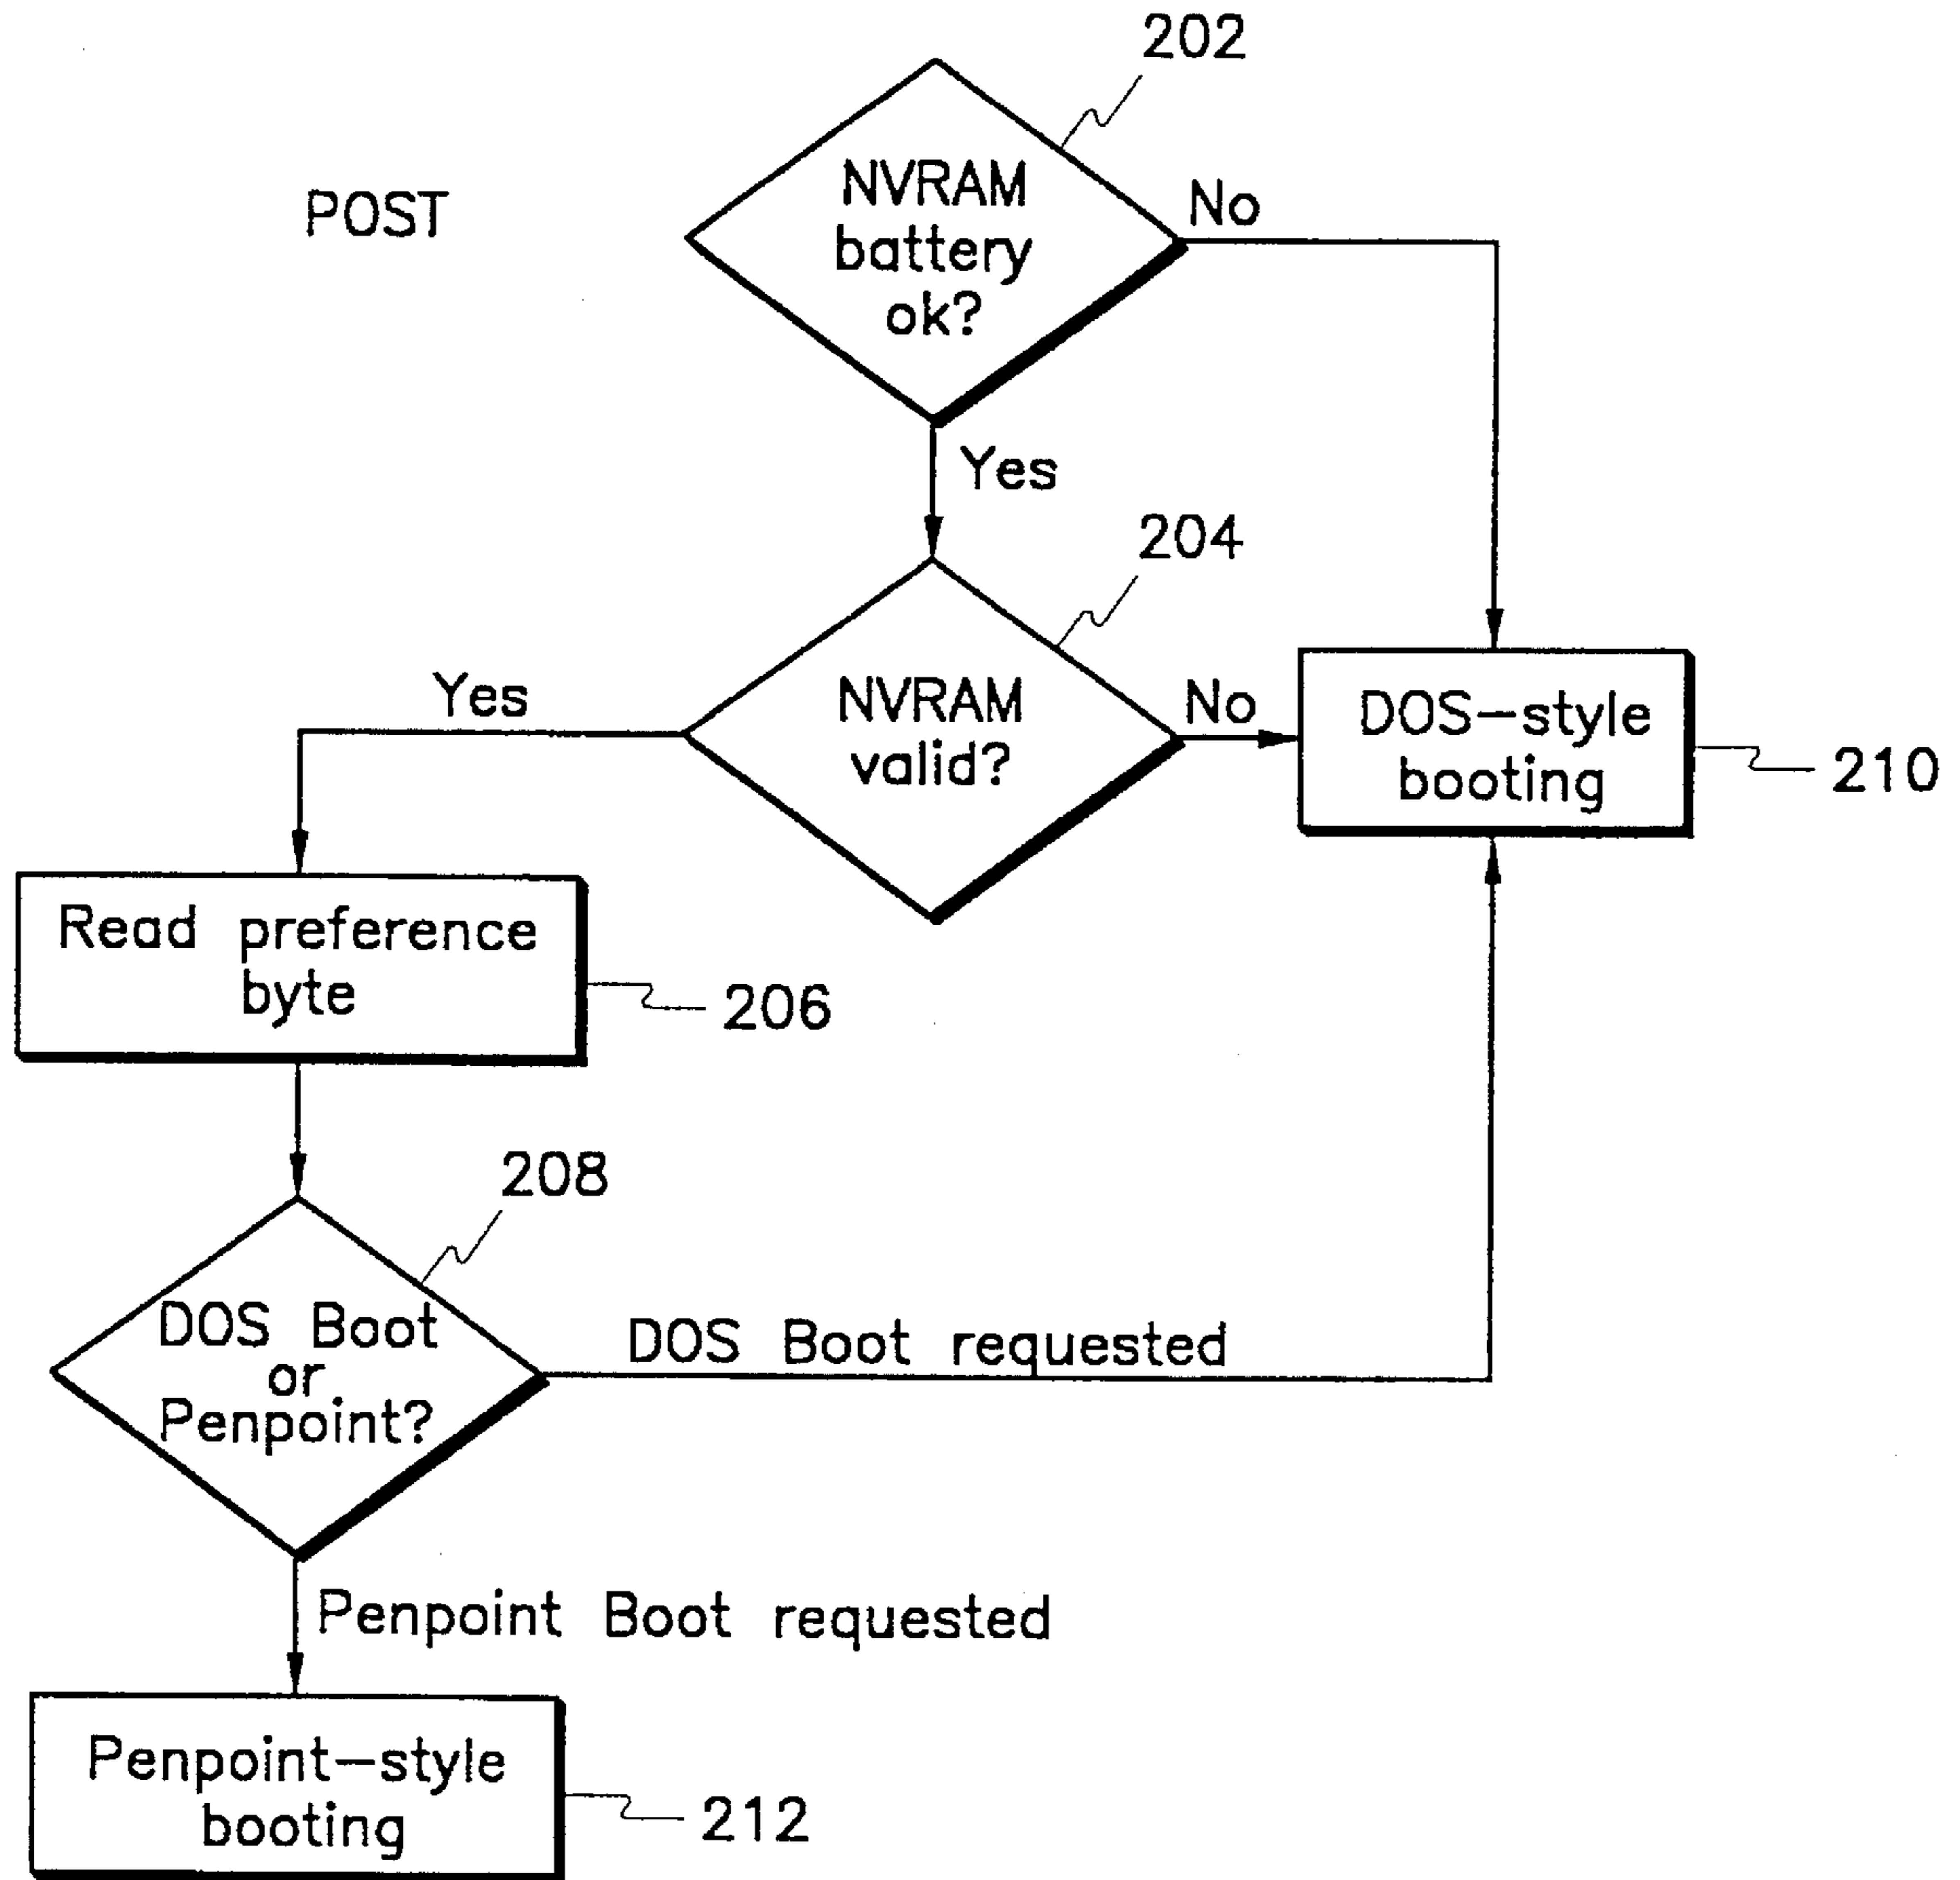 202
POST
NVRAM
battery
ok?
No
Yes
204
Yes
NVRAM
valid?
No
DOS-style
booting
210
Read preference
byte
206
208
DOS Boot
or
Penpoint?
DOS Boot requested
Penpoint Boot requested
Penpoint-style
booting
212